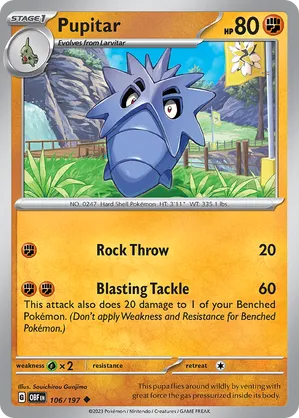 STAGE 1 Pupitar HP 80
Evolves from Larvitar
NO. 0247 Hard Shell Pokémon HT: 3'11" WT: 335.1 lbs.
Rock Throw 20
Blasting Tackle 60
This attack also does 20 damage to 1 of your Benched
Pokémon. (Don't apply Weakness and Resistance for Benched
Pokémon.)
weakness ×2 resistance retreat
Illus. Souichirou Gunjima
G OBF EN 106/197
This pupa flies around wildly by venting with
great force the gas pressurized inside its body.
©2023 Pokémon / Nintendo / Creatures / GAME FREAK